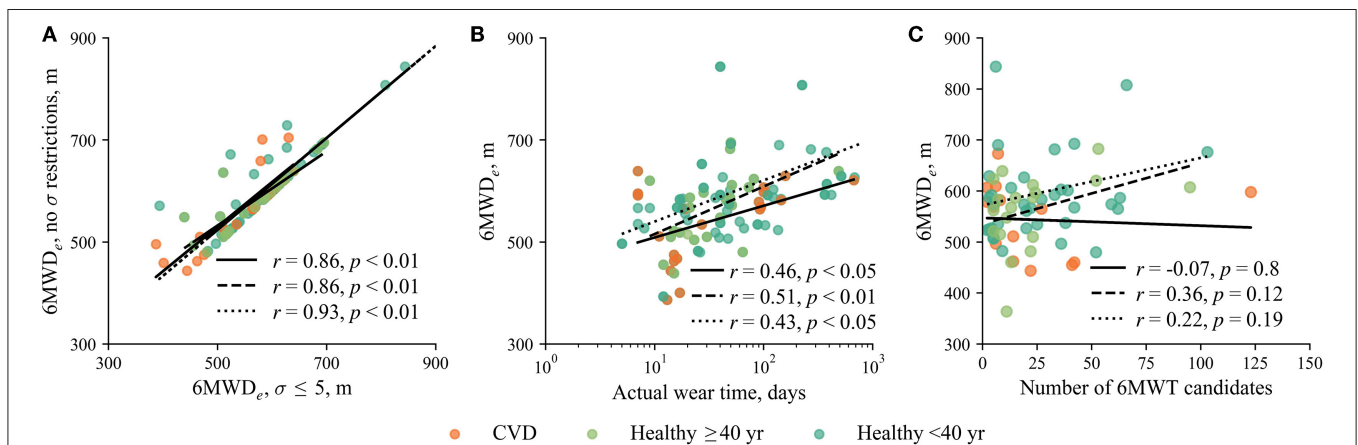 A
900
700
500
300
6MWDₑ, no σ restrictions, m
300
500
700
900
6MWDₑ, σ ≤ 5, m
r = 0.86, p < 0.01
r = 0.86, p < 0.01
r = 0.93, p < 0.01
B
900
700
500
300
6MWDₑ, m
10⁰
10¹
10²
10³
Actual wear time, days
r = 0.46, p < 0.05
r = 0.51, p < 0.01
r = 0.43, p < 0.05
C
900
800
700
600
500
400
300
6MWDₑ, m
0
25
50
75
100
125
150
Number of 6MWT candidates
r = -0.07, p = 0.8
r = 0.36, p = 0.12
r = 0.22, p = 0.19
CVD
Healthy ≥40 yr
Healthy <40 yr